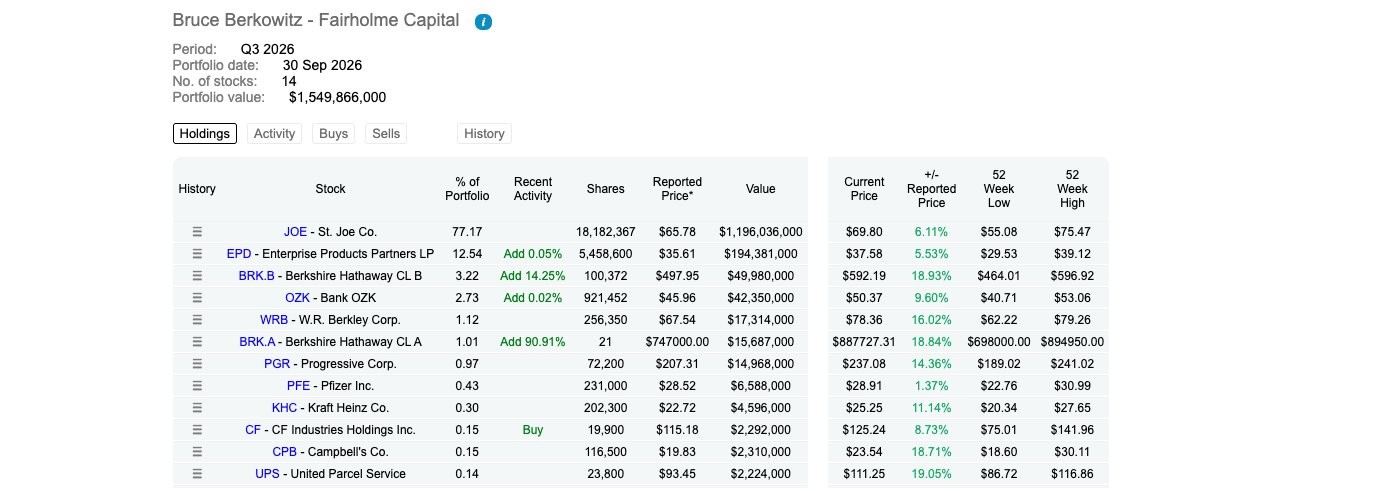 Bruce Berkowitz - Fairholme Capital i
Period: Q3 2026
Portfolio date: 30 Sep 2026
No. of stocks: 14
Portfolio value: $1,549,866,000
Holdings Activity Buys Sells History
History Stock % of Portfolio Recent Activity Shares Reported Price* Value Current Price +/- Reported Price 52 Week Low 52 Week High
≡ JOE - St. Joe Co. 77.17 18,182,367 $65.78 $1,196,036,000 $69.80 6.11% $55.08 $75.47
≡ EPD - Enterprise Products Partners LP 12.54 Add 0.05% 5,458,600 $35.61 $194,381,000 $37.58 5.53% $29.53 $39.12
≡ BRK.B - Berkshire Hathaway CL B 3.22 Add 14.25% 100,372 $497.95 $49,980,000 $592.19 18.93% $464.01 $596.92
≡ OZK - Bank OZK 2.73 Add 0.02% 921,452 $45.96 $42,350,000 $50.37 9.60% $40.71 $53.06
≡ WRB - W.R. Berkley Corp. 1.12 256,350 $67.54 $17,314,000 $78.36 16.02% $62.22 $79.26
≡ BRK.A - Berkshire Hathaway CL A 1.01 Add 90.91% 21 $747000.00 $15,687,000 $887727.31 18.84% $698000.00 $894950.00
≡ PGR - Progressive Corp. 0.97 72,200 $207.31 $14,968,000 $237.08 14.36% $189.02 $241.02
≡ PFE - Pfizer Inc. 0.43 231,000 $28.52 $6,588,000 $28.91 1.37% $22.76 $30.99
≡ KHC - Kraft Heinz Co. 0.30 202,300 $22.72 $4,596,000 $25.25 11.14% $20.34 $27.65
≡ CF - CF Industries Holdings Inc. 0.15 Buy 19,900 $115.18 $2,292,000 $125.24 8.73% $75.01 $141.96
≡ CPB - Campbell's Co. 0.15 116,500 $19.83 $2,310,000 $23.54 18.71% $18.60 $30.11
≡ UPS - United Parcel Service 0.14 23,800 $93.45 $2,224,000 $111.25 19.05% $86.72 $116.86